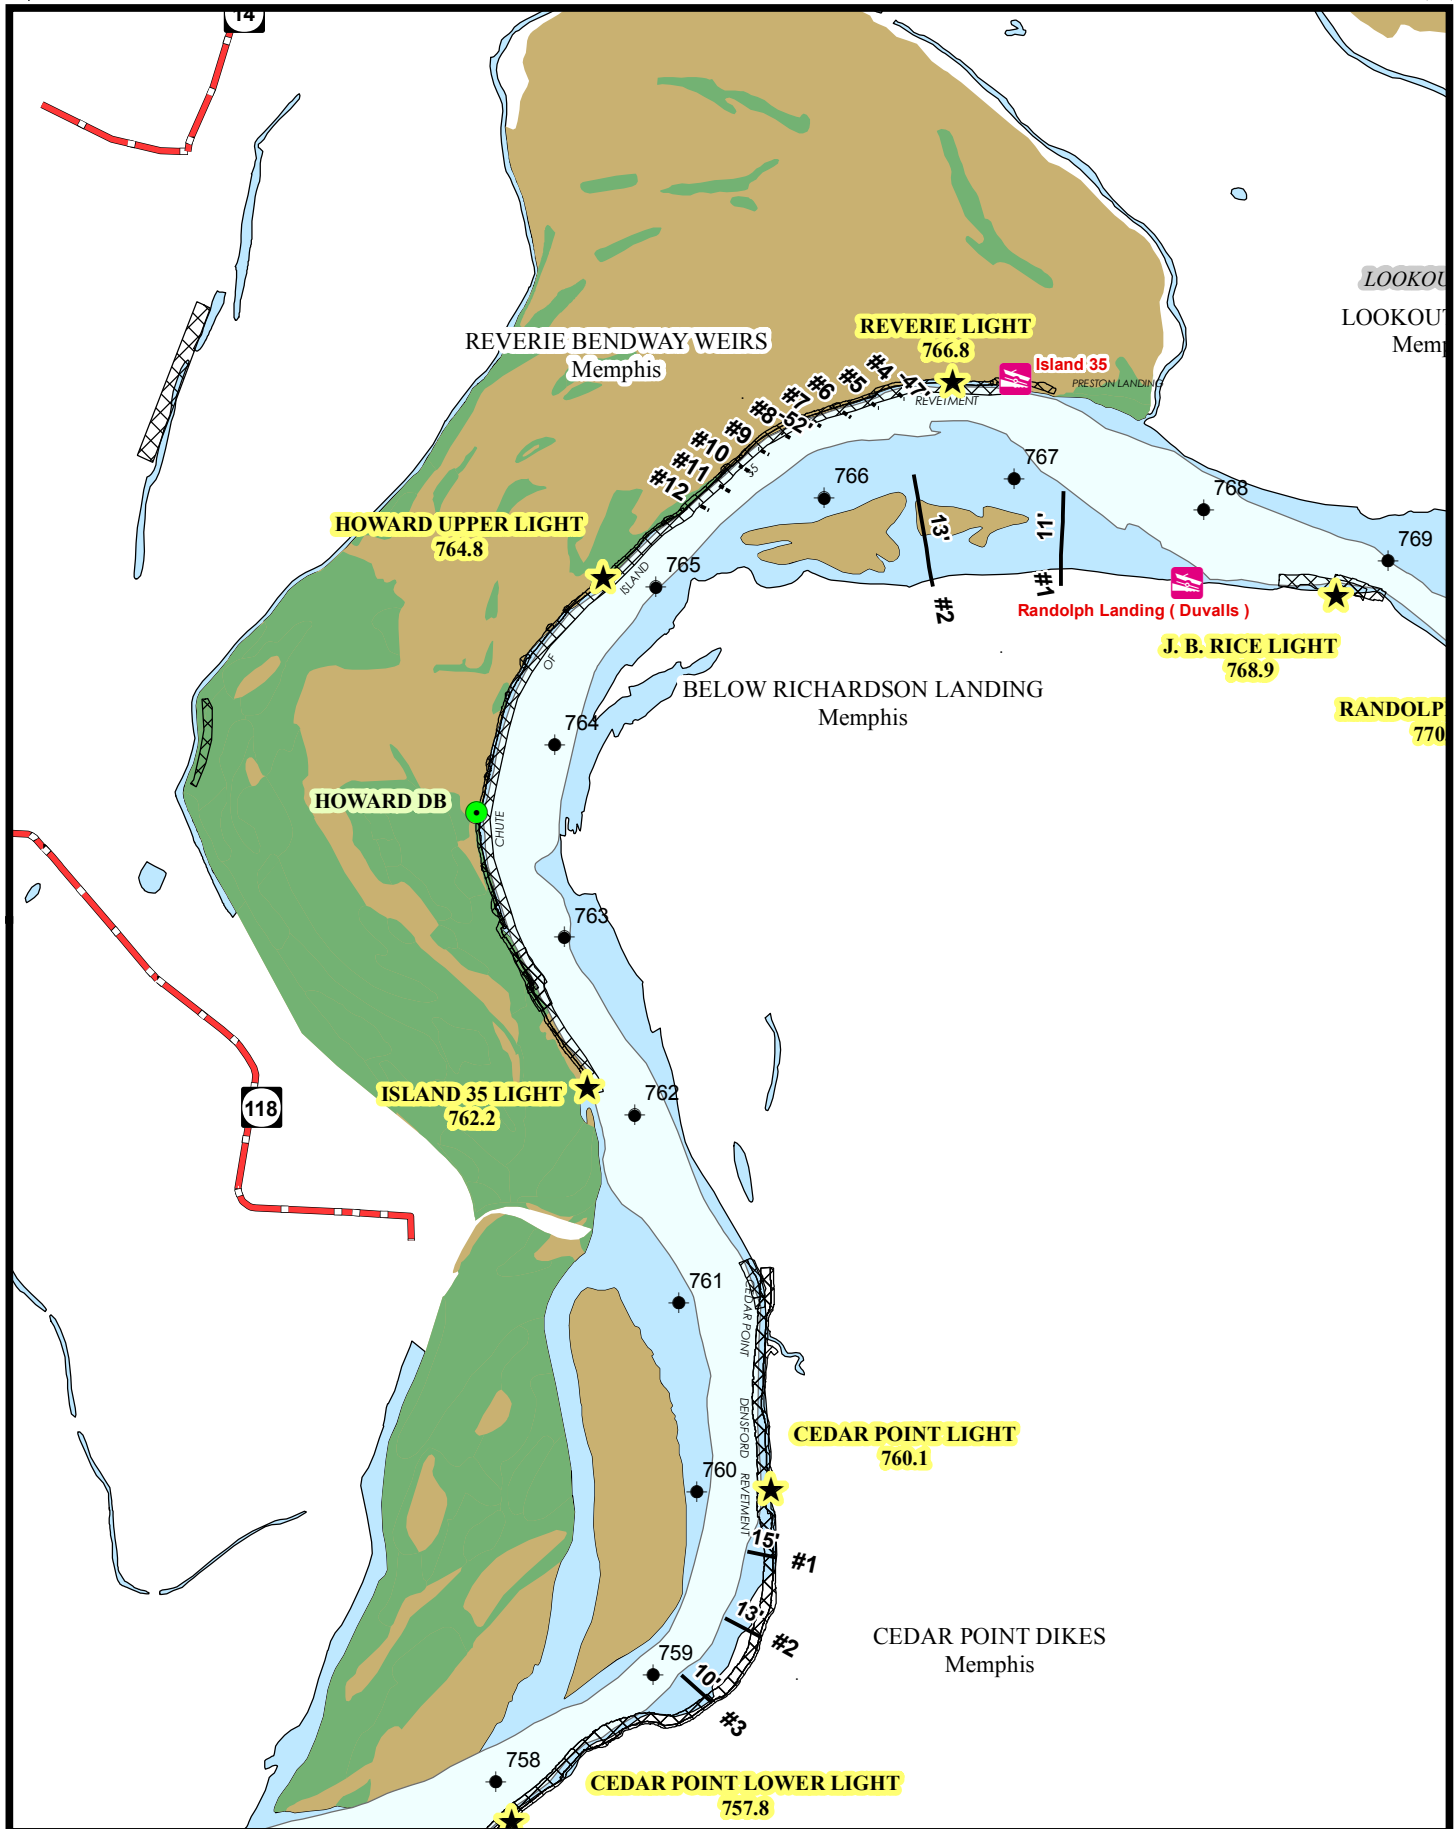 14
LOOKOU
LOOKOUT
Memp
REVERIE LIGHT
766.8
REVERIE BENDWAY WEIRS
Memphis
Island 35
PRESTON LANDING
REVETMENT
-47'
#4
#5
#6
#7
-52'
#8
#9
#10
#11
#12
35
766
767
768
769
13'
11'
HOWARD UPPER LIGHT
764.8
765
ISLAND
#2
#1
Randolph Landing ( Duvalls )
J. B. RICE LIGHT
768.9
OF
BELOW RICHARDSON LANDING
Memphis
RANDOLP
770
764
HOWARD DB
CHUTE
763
ISLAND 35 LIGHT
762.2
762
118
761
CEDAR POINT
DENSFORD
REVETMENT
CEDAR POINT LIGHT
760.1
760
15'
#1
13'
#2
CEDAR POINT DIKES
Memphis
759
10'
#3
758
CEDAR POINT LOWER LIGHT
757.8